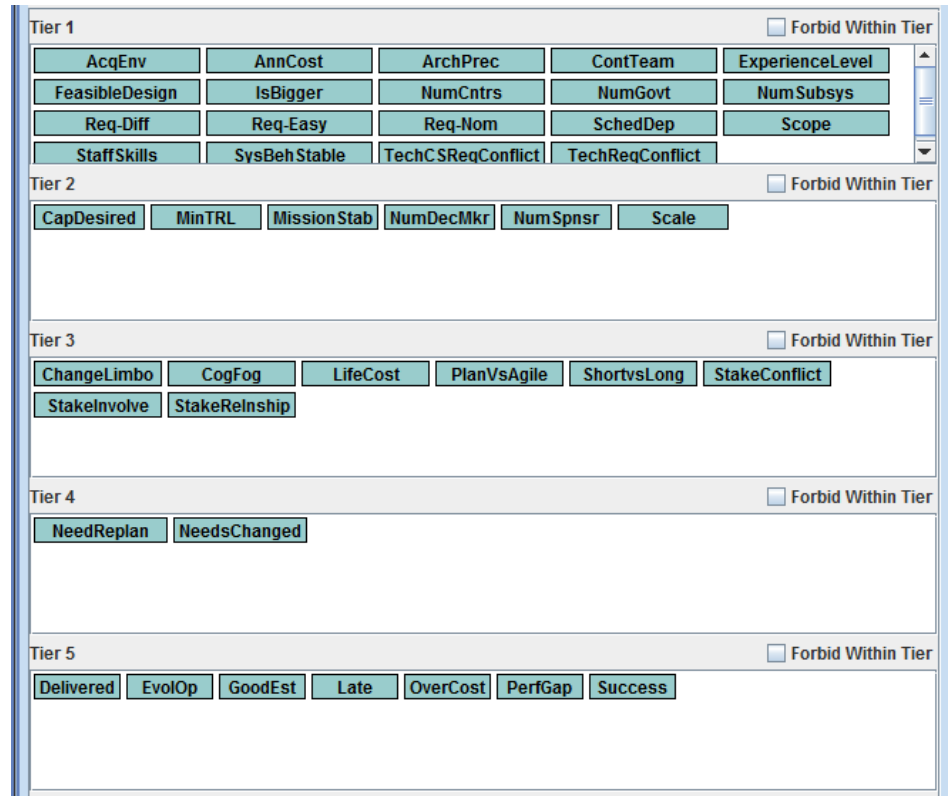 Tier 1 Forbid Within Tier
AcqEnv AnnCost ArchPrec ContTeam ExperienceLevel
FeasibleDesign IsBigger NumCntrs NumGovt NumSubsys
Req-Diff Req-Easy Req-Nom SchedDep Scope
StaffSkills SysBehStable TechCSReqConflict TechReqConflict
Tier 2 Forbid Within Tier
CapDesired MinTRL MissionStab NumDecMkr NumSpnsr Scale
Tier 3 Forbid Within Tier
ChangeLimbo CogFog LifeCost PlanVsAgile ShortvsLong StakeConflict
StakeInvolve StakeRelnship
Tier 4 Forbid Within Tier
NeedReplan NeedsChanged
Tier 5 Forbid Within Tier
Delivered EvolOp GoodEst Late OverCost PerfGap Success